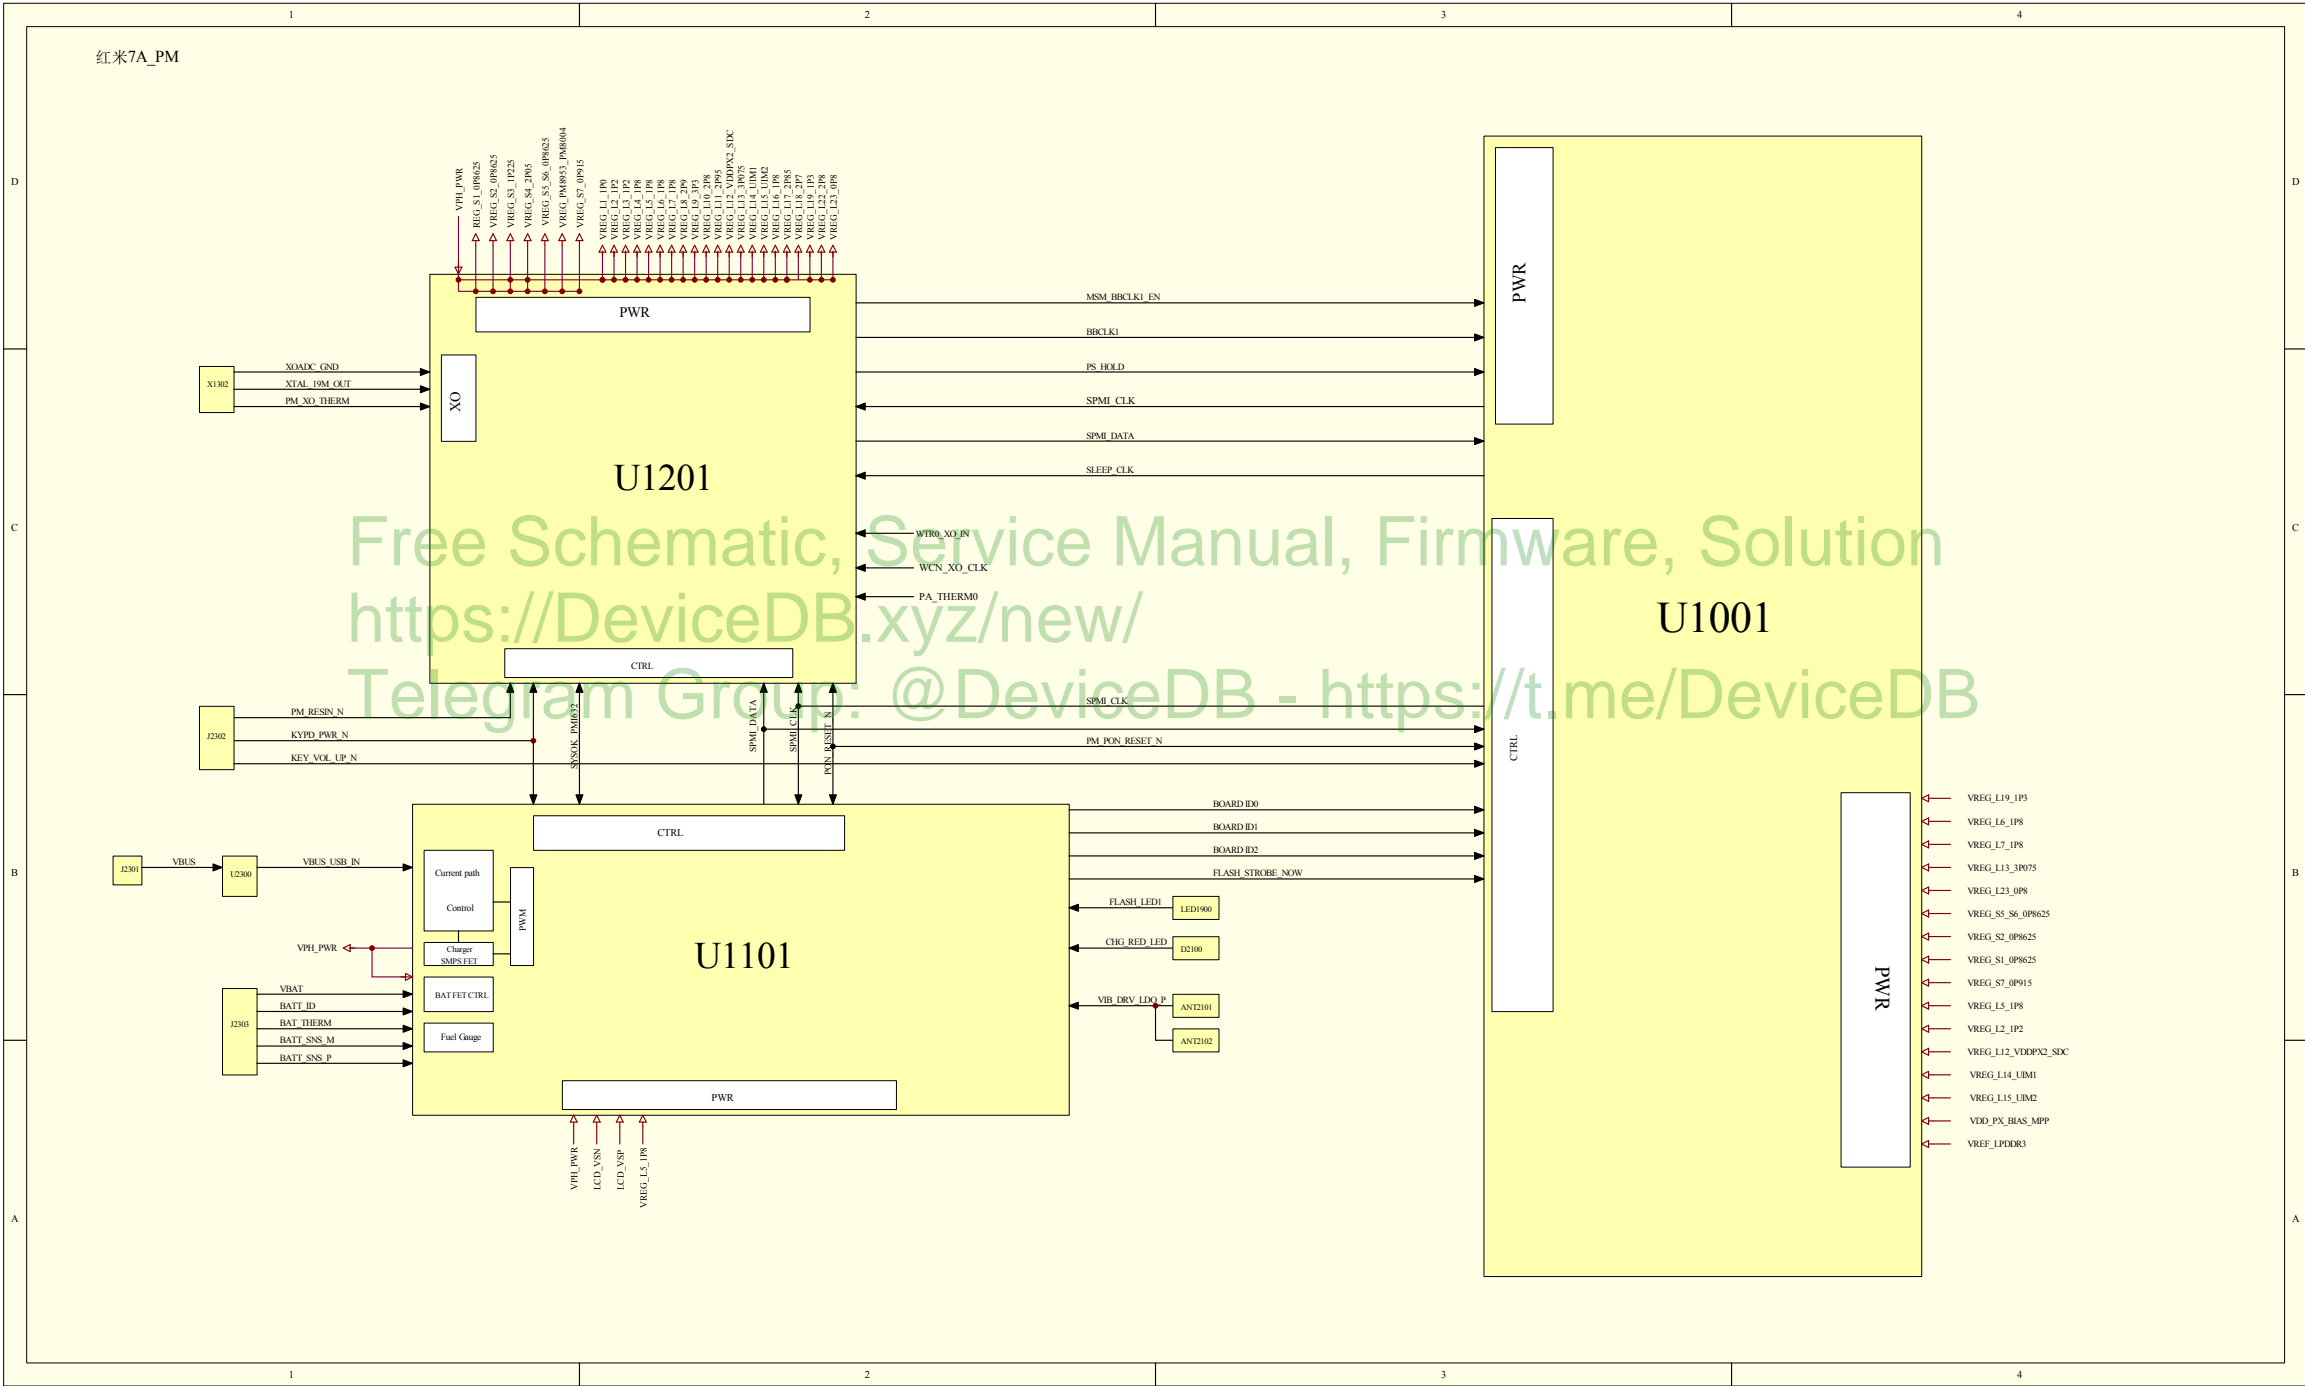 1
2
3
4
红米7A_PM
D
D
VPH_PWR
REG_S1_0P8625
VREG_S2_0P8625
VREG_S3_1P225
VREG_S4_2P05
VREG_S5_S6_0P8625
VREG_PM8953_PM8004
VREG_S7_0P915
VREG_L1_1P0
VREG_L2_1P2
VREG_L3_1P2
VREG_L4_1P8
VREG_L5_1P8
VREG_L6_1P8
VREG_L7_1P8
VREG_L8_2P9
VREG_L9_3P3
VREG_L10_2P8
VREG_L11_2P95
VREG_L12_VDDPX2_SDC
VREG_L13_3P075
VREG_L14_UIM1
VREG_L15_UIM2
VREG_L16_1P8
VREG_L17_2P85
VREG_L18_2P7
VREG_L19_1P3
VREG_L22_2P8
VREG_L23_0P8
PWR
PWR
MSM_BBCLK1_EN
BBCLK1
PS_HOLD
SPMI_CLK
SPMI_DATA
SLEEP_CLK
X1302
XOADC_GND
XTAL_19M_OUT
PM_XO_THERM
XO
U1201
C
C
WTR0_XO_IN
WCN_XO_CLK
PA_THERM0
Free Schematic, Service Manual, Firmware, Solution
https://DeviceDB.xyz/new/
Telegram Group: @DeviceDB - https://t.me/DeviceDB
U1001
CTRL
J2302
PM_RESIN_N
KYPD_PWR_N
KEY_VOL_UP_N
SYSOK_PMI632
SPMI_DATA
SPMI_CLK
PON_RESET_N
SPMI_CLK
PM_PON_RESET_N
CTRL
CTRL
BOARD ID0
BOARD ID1
BOARD ID2
FLASH_STROBE_NOW
B
B
J2301
VBUS
U2300
VBUS_USB_IN
Current path
Control
PWM
Charger
SMPS FET
BAT FET CTRL
Fuel Gauge
VPH_PWR
J2303
VBAT
BATT_ID
BAT_THERM
BATT_SNS_M
BATT_SNS_P
U1101
FLASH_LED1
LED1900
CHG_RED_LED
D2100
VIB_DRV_LDO_P
ANT2101
ANT2102
PWR
VPH_PWR
LCD_VSN
LCD_VSP
VREG_L5_1P8
PWR
VREG_L19_1P3
VREG_L6_1P8
VREG_L7_1P8
VREG_L13_3P075
VREG_L23_0P8
VREG_S5_S6_0P8625
VREG_S2_0P8625
VREG_S1_0P8625
VREG_S7_0P915
VREG_L5_1P8
VREG_L2_1P2
VREG_L12_VDDPX2_SDC
VREG_L14_UIM1
VREG_L15_UIM2
VDD_PX_BIAS_MPP
VREF_LPDDR3
A
A
1
2
3
4